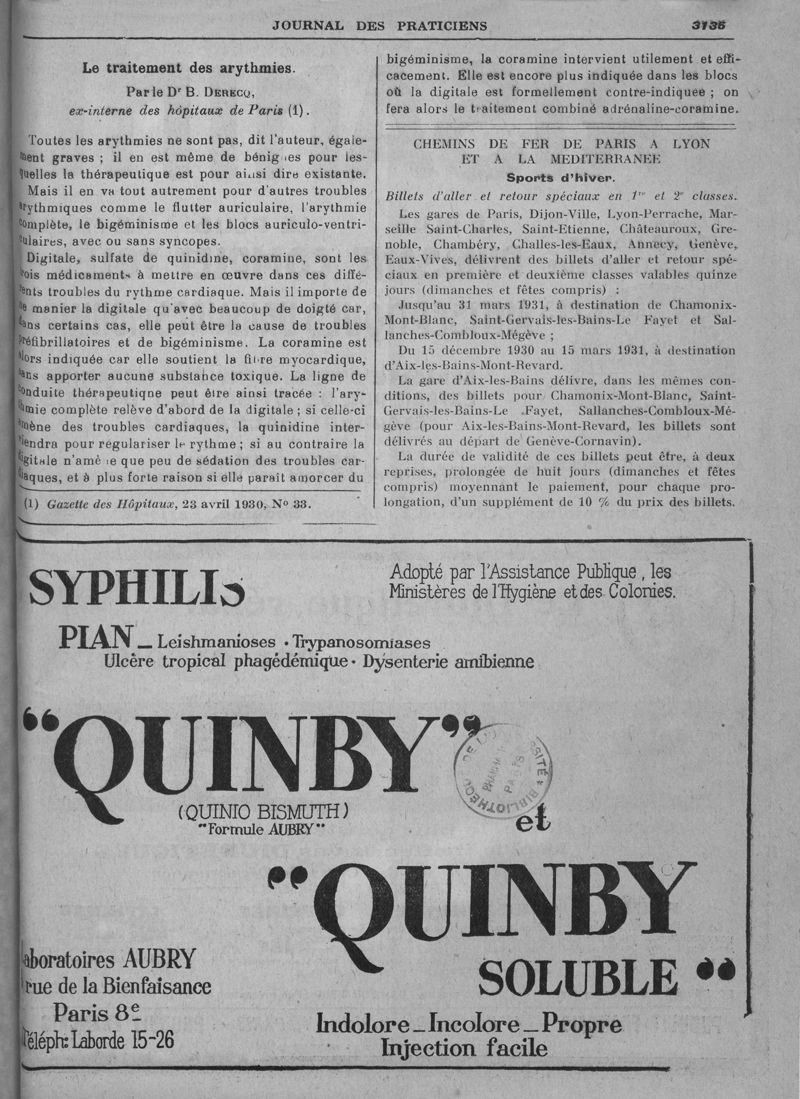 JOURNAL DES PRATICIENS
Le traitement des arythmies.
Par le Dr B. DERECQ,
ex-interne des hôpitaux de Paris (1).
Toutes les arythmies ne sont pas, dit l'auteur, égale-
ment graves ; il en est même de bénignes pour les-
quelles la thérapeutique est pour ainsi dire existante.
Mais il en va tout autrement pour d'autres troubles
arythmiques comme le flutter auriculaire, l'arythmie
complète, le bigéminisme et les blocs auriculo-ventri-
culaires, avec ou sans syncopes.
Digitale, sulfate de quinidine, coramine, sont les
trois médicaments à mettre en œuvre dans ces diffé-
rents troubles du rythme cardiaque. Mais il importe de
ne manier la digitale qu'avec beaucoup de doigté car,
dans certains cas, elle peut être la cause de troubles
préfibrillatoires et de bigéminisme. La coramine est
alors indiquée car elle soutient la fibre myocardique,
sans apporter aucune substance toxique. La ligne de
conduite thérapeutique peut être ainsi tracée : l'ary-
thmie complète relève d'abord de la digitale ; si celle-ci
amène des troubles cardiaques, la quinidine inter-
viendra pour regulariser le rythme ; si au contraire la
digitale n'amène que peu de sédation des troubles car-
diaques, et à plus forte raison si elle parait amorcer du
(1) Gazette des Hôpitaux, 23 avril 1930, No 33.
bigéminisme, la coramine intervient utilement et effi-
cacement. Elle est encore plus indiquée dans les blocs
où la digitale est formellement contre-indiquée ; on
fera alors le traitement combiné adrénaline-coramine.
CHEMINS DE FER DE PARIS A LYON
ET A LA MEDITERRANEE
Sports d'hiver.
Billets d'aller et retour spéciaux en 1re et 2e classes.
Les gares de Paris, Dijon-Ville, Lyon-Perrache, Mar-
seille Saint-Charles, Saint-Etienne, Châteauroux, Gre-
noble, Chambéry, Challes-les-Eaux, Annecy, Genève,
Eaux-Vives, délivrent des billets d'aller et retour spé-
ciaux en première et deuxième classes valables quinze
jours (dimanches et fêtes compris) :
Jusqu'au 31 mars 1931, à destination de Chamonix-
Mont-Blanc, Saint-Gervais-les-Bains-Le Fayet, et Sal-
lanches-Combloux-Mégève ;
Du 15 décembre 1930 au 15 mars 1931, à destination
d'Aix-les-Bains-Mont-Revard.
La gare d'Aix-les-Bains délivre, dans les mêmes con-
ditions, des billets pour Chamonix-Mont-Blanc, Saint-
Gervais-les-Bains-Le Fayet, Sallanches-Combloux-Mé-
gève (pour Aix-les-Bains-Mont-Revard, les billets sont
délivrés au départ de Genève-Cornavin).
La durée de validité de ces billets peut être, à deux
reprises, prolongée de huit jours (dimanches et fêtes
compris) moyennant le paiement, pour chaque pro-
longation, d'un supplément de 10 % du prix des billets.
SYPHILIS
Adopté par l'Assistance Publique, les
Ministères de l'Hygiène et des Colonies.
PIAN _ Leishmanioses • Trypanosomiases
Ulcère tropical phagédémique • Dysenterie amibienne
"QUINBY"
(QUINIO BISMUTH)
"Formule AUBRY"
et
"QUINBY
SOLUBLE"
Laboratoires AUBRY
rue de la Bienfaisance
Paris 8e
Téléph: Laborde 15-26
Indolore _ Incolore _ Propre
Injection facile